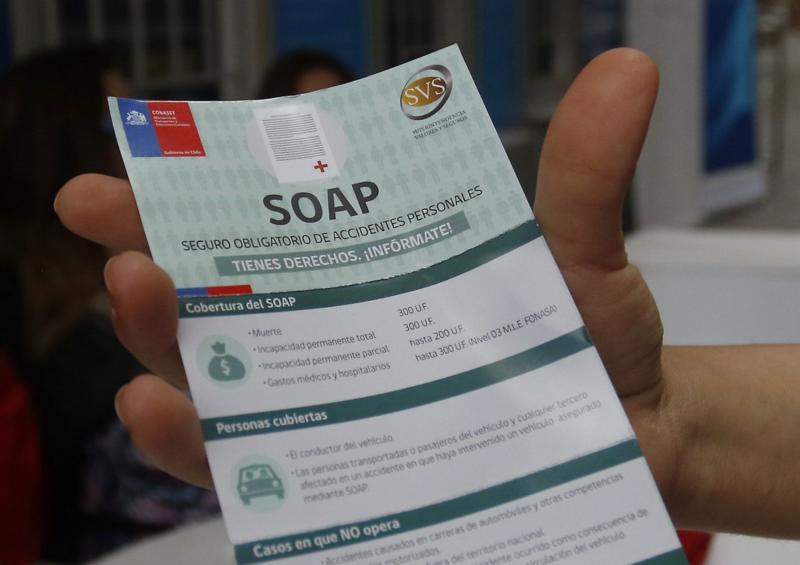 CONASET
Gobierno de Chile
SVS
SUPERINTENDENCIA
VALORES Y SEGUROS
SOAP
SEGURO OBLIGATORIO DE ACCIDENTES PERSONALES
TIENES DERECHOS. ¡INFÓRMATE!
Cobertura del SOAP
• Muerte 300 U.F.
• Incapacidad permanente total 300 U.F.
• Incapacidad permanente parcial hasta 200 U.F.
• Gastos médicos y hospitalarios hasta 300 U.F. (Nivel 03 M.L.E. FONASA)
Personas cubiertas
• El conductor del vehículo.
• Las personas transportadas o pasajeros del vehículo y cualquier tercero
afectado en un accidente en que haya intervenido un vehículo asegurado
mediante SOAP.
Casos en que NO opera
• Accidentes causados en carreras de automóviles y otras competencias
motorizados.
fuera del territorio nacional.
accidente ocurrido como consecuencia de
circulación del vehículo.